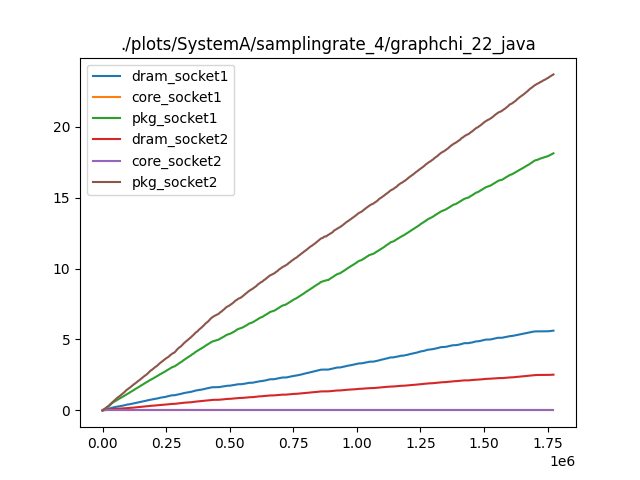 ./plots/SystemA/samplingrate_4/graphchi_22_java
dram_socket1
core_socket1
pkg_socket1
dram_socket2
core_socket2
pkg_socket2
20
15
10
5
0
0.00 0.25 0.50 0.75 1.00 1.25 1.50 1.75
1e6